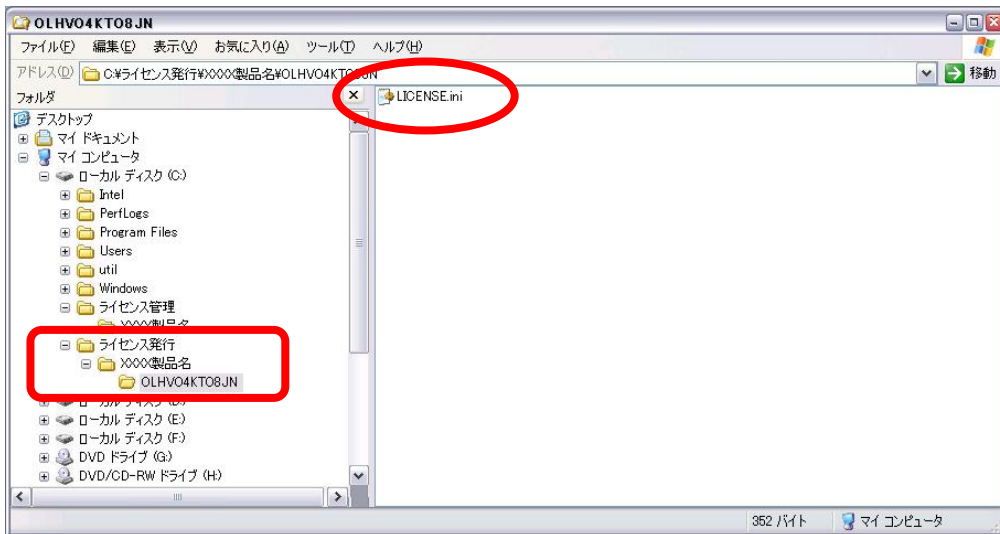 OLHVO4KTO8JN
ファイル(F) 編集(E) 表示(V) お気に入り(A) ツール(T) ヘルプ(H)
アドレス(D) C:¥ライセンス発行¥XXXX製品名¥OLHVO4KTO8JN 移動
フォルダ
LICENSE.ini
デスクトップ
マイ ドキュメント
マイ コンピュータ
ローカル ディスク (C:)
Intel
PerfLogs
Program Files
Users
util
Windows
ライセンス管理
XXXX製品名
ライセンス発行
XXXX製品名
OLHVO4KTO8JN
ローカル ディスク (D:)
ローカル ディスク (E:)
ローカル ディスク (F:)
DVD ドライブ (G:)
DVD/CD-RW ドライブ (H:)
352 バイト マイ コンピュータ